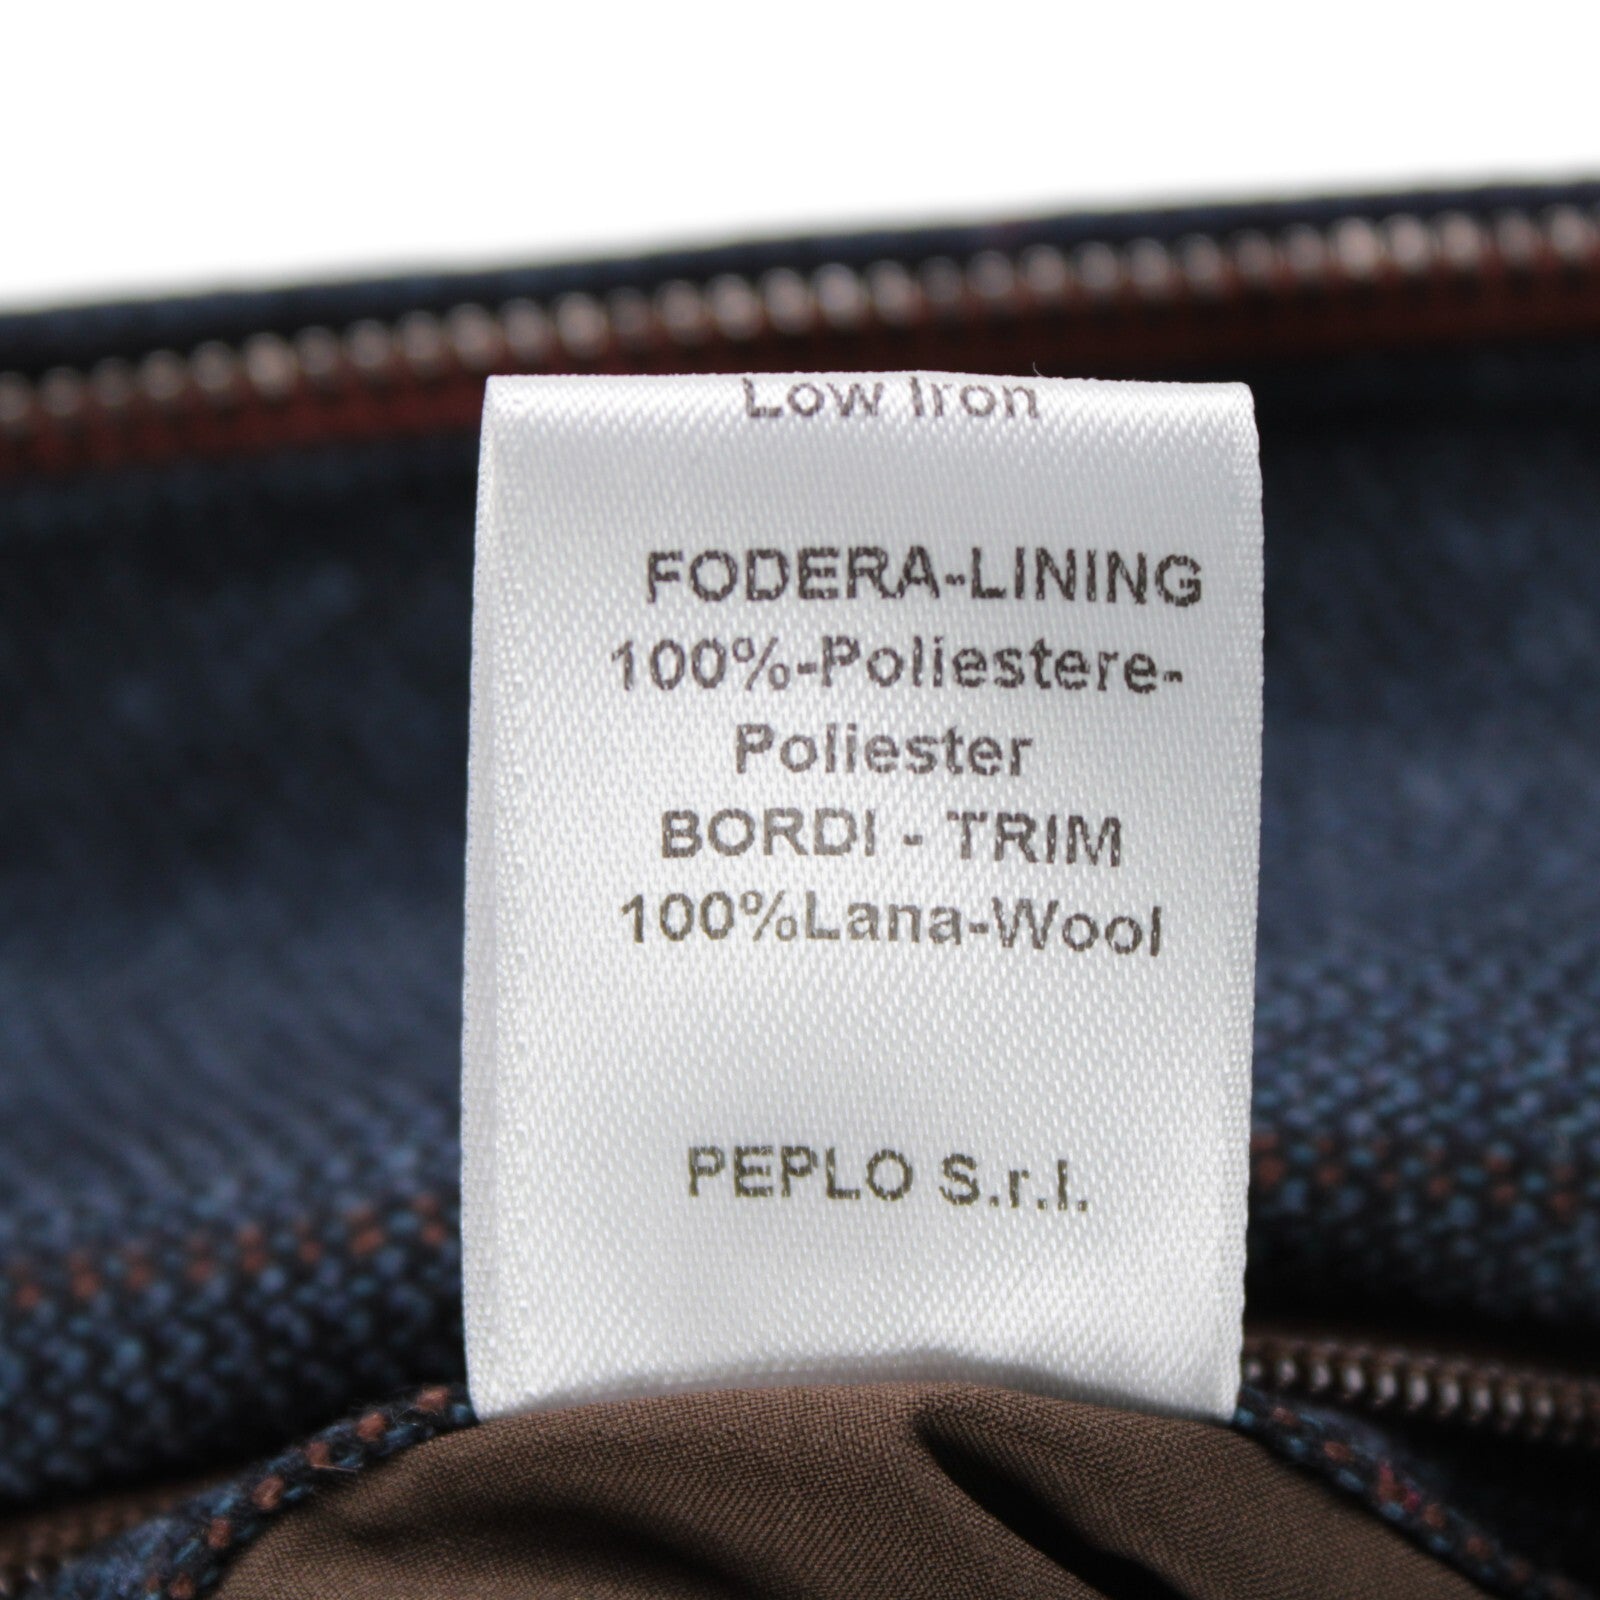 Low Iron
FODERA-LINING
100%-Poliestere-
Poliester
BORDI - TRIM
100%Lana-Wool
PEPLO S.r.l.